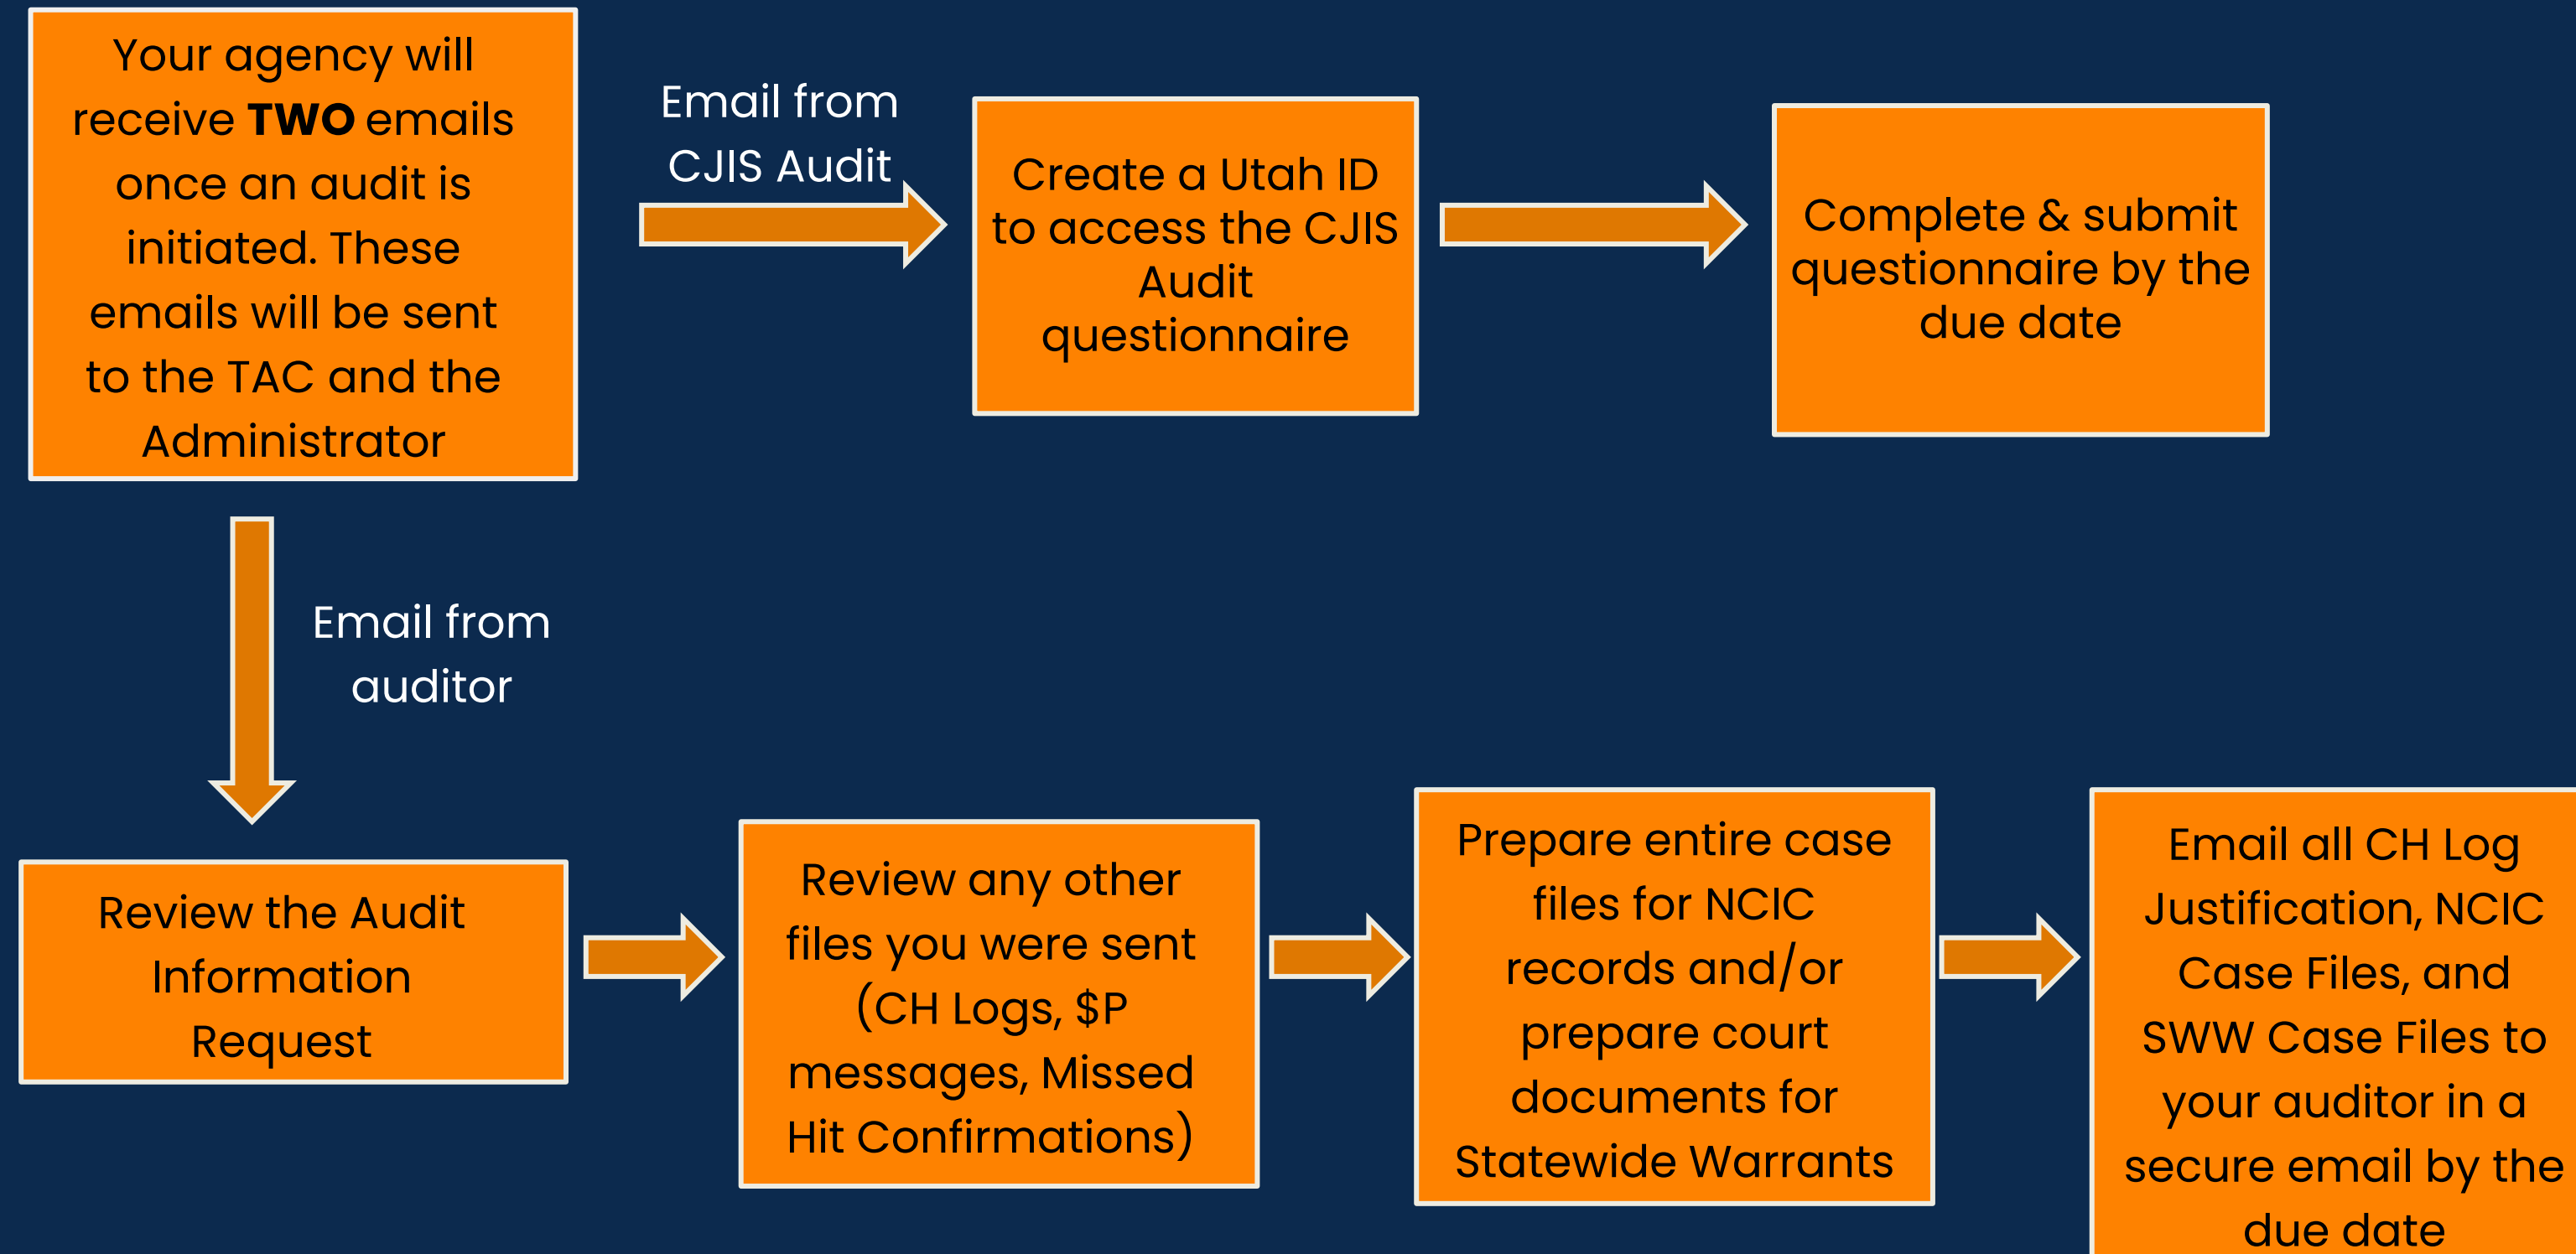 Your agency will
receive TWO emails
once an audit is
initiated. These
emails will be sent
to the TAC and the
Administrator
Email from
CJIS Audit
Create a Utah ID
to access the CJIS
Audit
questionnaire
Complete & submit
questionnaire by the
due date
Email from
auditor
Review the Audit
Information
Request
Review any other
files you were sent
(CH Logs, $P
messages, Missed
Hit Confirmations)
Prepare entire case
files for NCIC
records and/or
prepare court
documents for
Statewide Warrants
Email all CH Log
Justification, NCIC
Case Files, and
SWW Case Files to
your auditor in a
secure email by the
due date